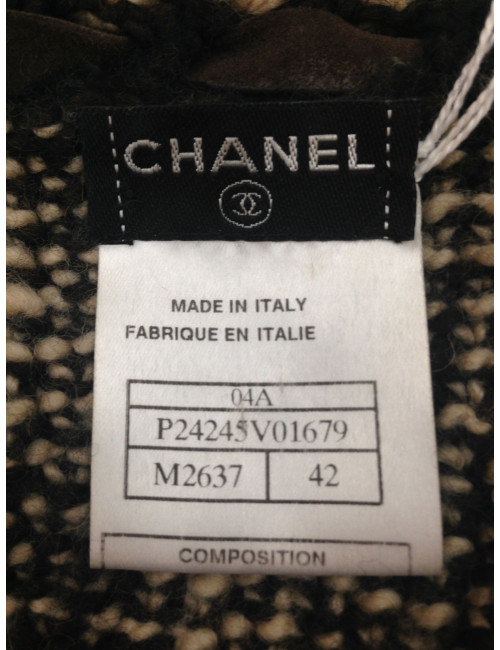 CHANEL
MADE IN ITALY
FABRIQUE EN ITALIE
04A
P24245V01679
M2637 42
COMPOSITION